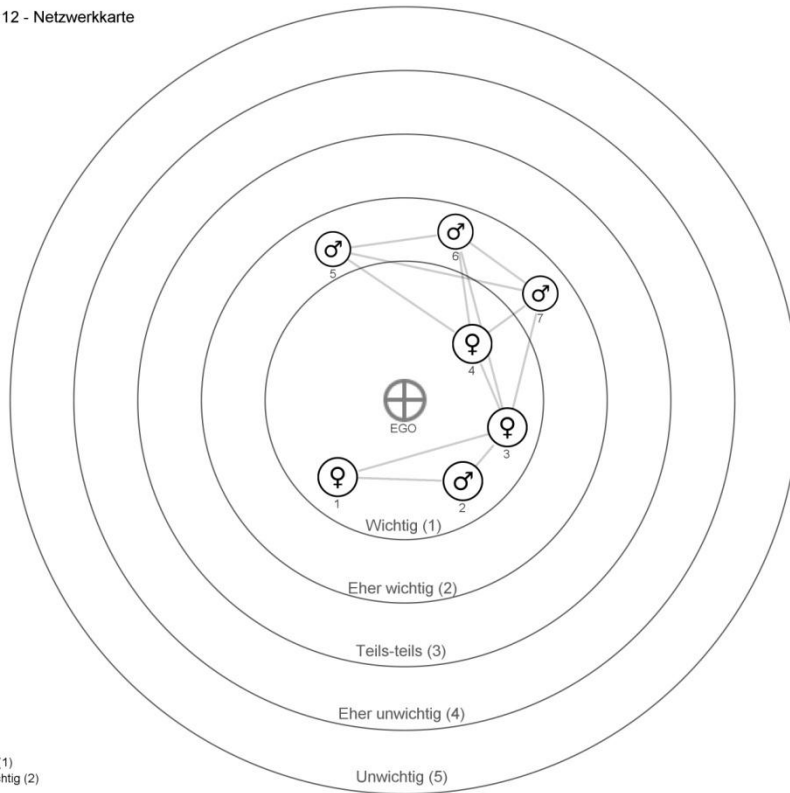 12 - Netzwerkkarte
6
5
7
4
EGO
3
1
2
Wichtig (1)
Eher wichtig (2)
Teils-teils (3)
Eher unwichtig (4)
(1)
(2)
Unwichtig (5)